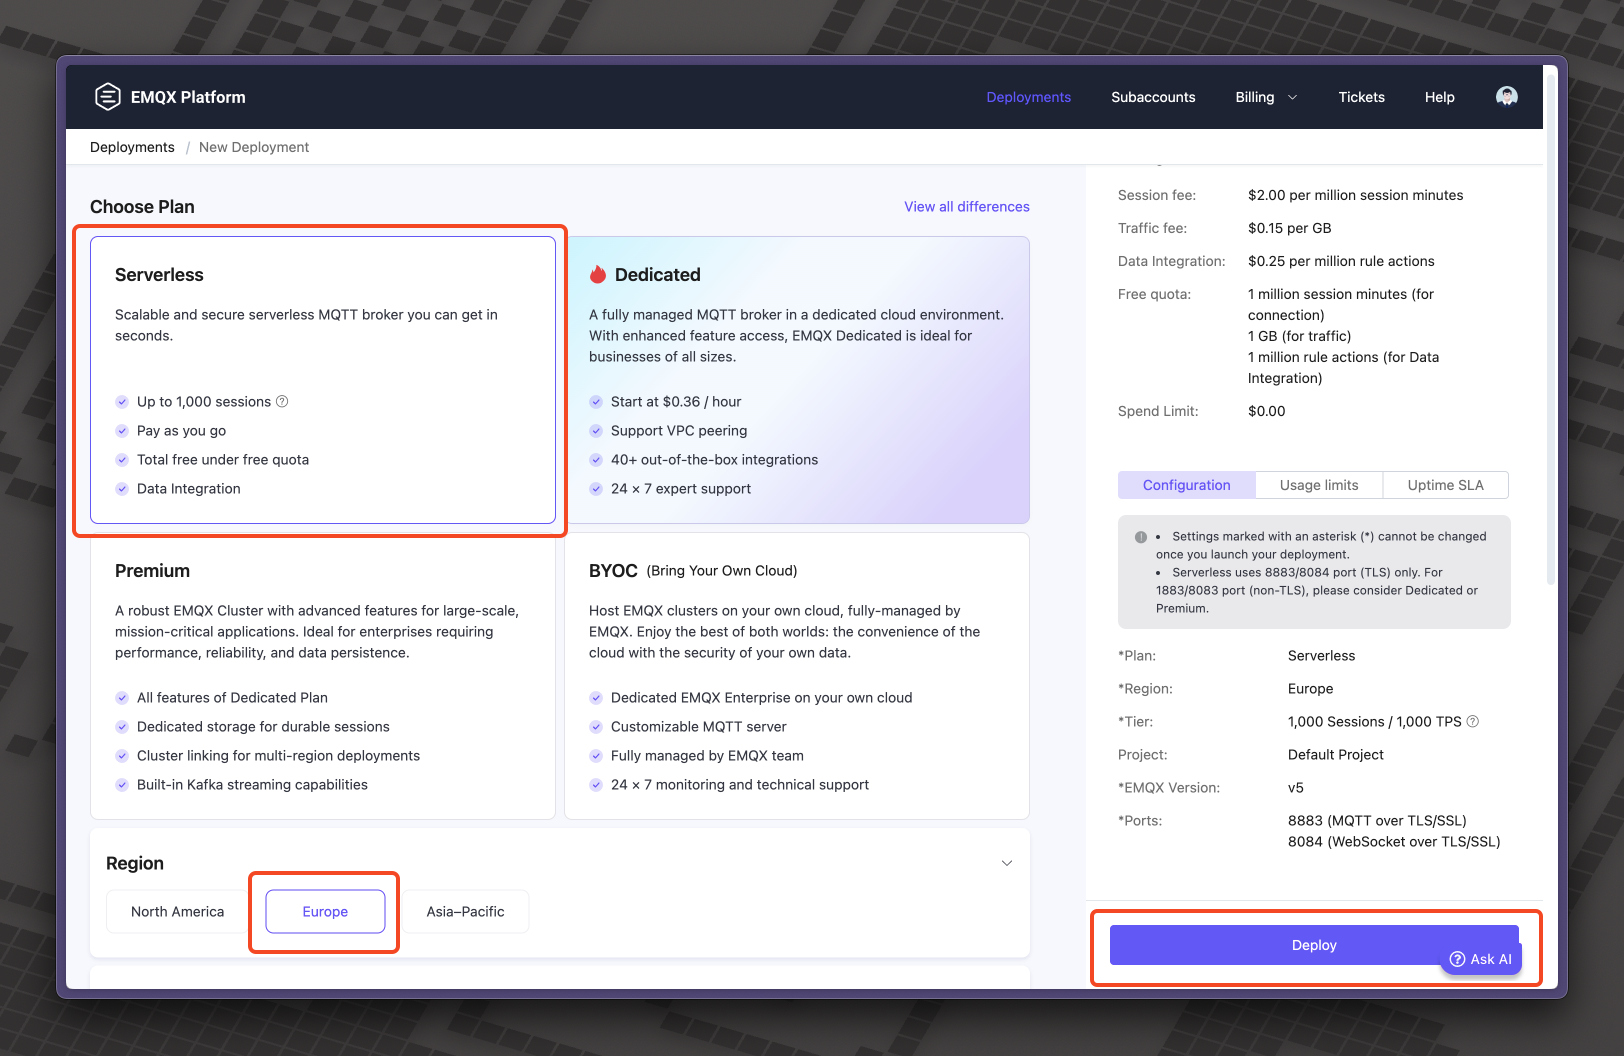 EMQX Platform
Deployments
Subaccounts
Billing
Tickets
Help
Deployments / New Deployment
Choose Plan
View all differences
Serverless
Scalable and secure serverless MQTT broker you can get in
seconds.
Up to 1,000 sessions
Pay as you go
Total free under free quota
Data Integration
Dedicated
A fully managed MQTT broker in a dedicated cloud environment.
With enhanced feature access, EMQX Dedicated is ideal for
businesses of all sizes.
Start at $0.36 / hour
Support VPC peering
40+ out-of-the-box integrations
24 × 7 expert support
Premium
A robust EMQX Cluster with advanced features for large-scale,
mission-critical applications. Ideal for enterprises requiring
performance, reliability, and data persistence.
All features of Dedicated Plan
Dedicated storage for durable sessions
Cluster linking for multi-region deployments
Built-in Kafka streaming capabilities
BYOC (Bring Your Own Cloud)
Host EMQX clusters on your own cloud, fully-managed by
EMQX. Enjoy the best of both worlds: the convenience of the
cloud with the security of your own data.
Dedicated EMQX Enterprise on your own cloud
Customizable MQTT server
Fully managed by EMQX team
24 × 7 monitoring and technical support
Region
North America
Europe
Asia–Pacific
Session fee: $2.00 per million session minutes
Traffic fee: $0.15 per GB
Data Integration: $0.25 per million rule actions
Free quota: 1 million session minutes (for
connection)
1 GB (for traffic)
1 million rule actions (for Data
Integration)
Spend Limit: $0.00
Configuration
Usage limits
Uptime SLA
• Settings marked with an asterisk (*) cannot be changed
once you launch your deployment.
• Serverless uses 8883/8084 port (TLS) only. For
1883/8083 port (non-TLS), please consider Dedicated or
Premium.
*Plan: Serverless
*Region: Europe
*Tier: 1,000 Sessions / 1,000 TPS
Project: Default Project
*EMQX Version: v5
*Ports: 8883 (MQTT over TLS/SSL)
8084 (WebSocket over TLS/SSL)
Deploy
Ask AI